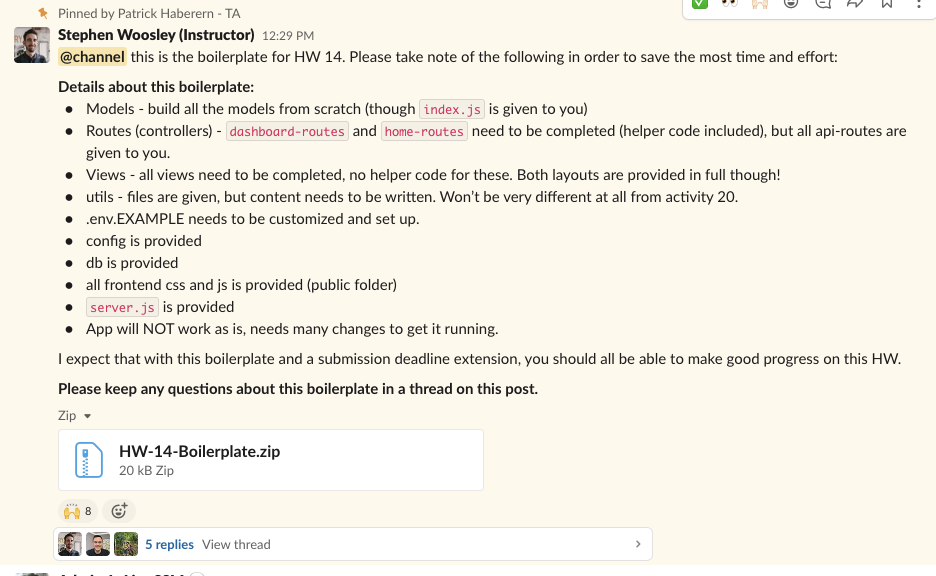 Pinned by Patrick Haberern - TA
Stephen Woosley (Instructor) 12:29 PM
@channel this is the boilerplate for HW 14. Please take note of the following in order to save the most time and effort:
Details about this boilerplate:
● Models - build all the models from scratch (though index.js is given to you)
● Routes (controllers) - dashboard-routes and home-routes need to be completed (helper code included), but all api-routes are
given to you.
● Views - all views need to be completed, no helper code for these. Both layouts are provided in full though!
● utils - files are given, but content needs to be written. Won’t be very different at all from activity 20.
● .env.EXAMPLE needs to be customized and set up.
● config is provided
● db is provided
● all frontend css and js is provided (public folder)
● server.js is provided
● App will NOT work as is, needs many changes to get it running.
I expect that with this boilerplate and a submission deadline extension, you should all be able to make good progress on this HW.
Please keep any questions about this boilerplate in a thread on this post.
Zip
HW-14-Boilerplate.zip
20 kB Zip
8
5 replies View thread